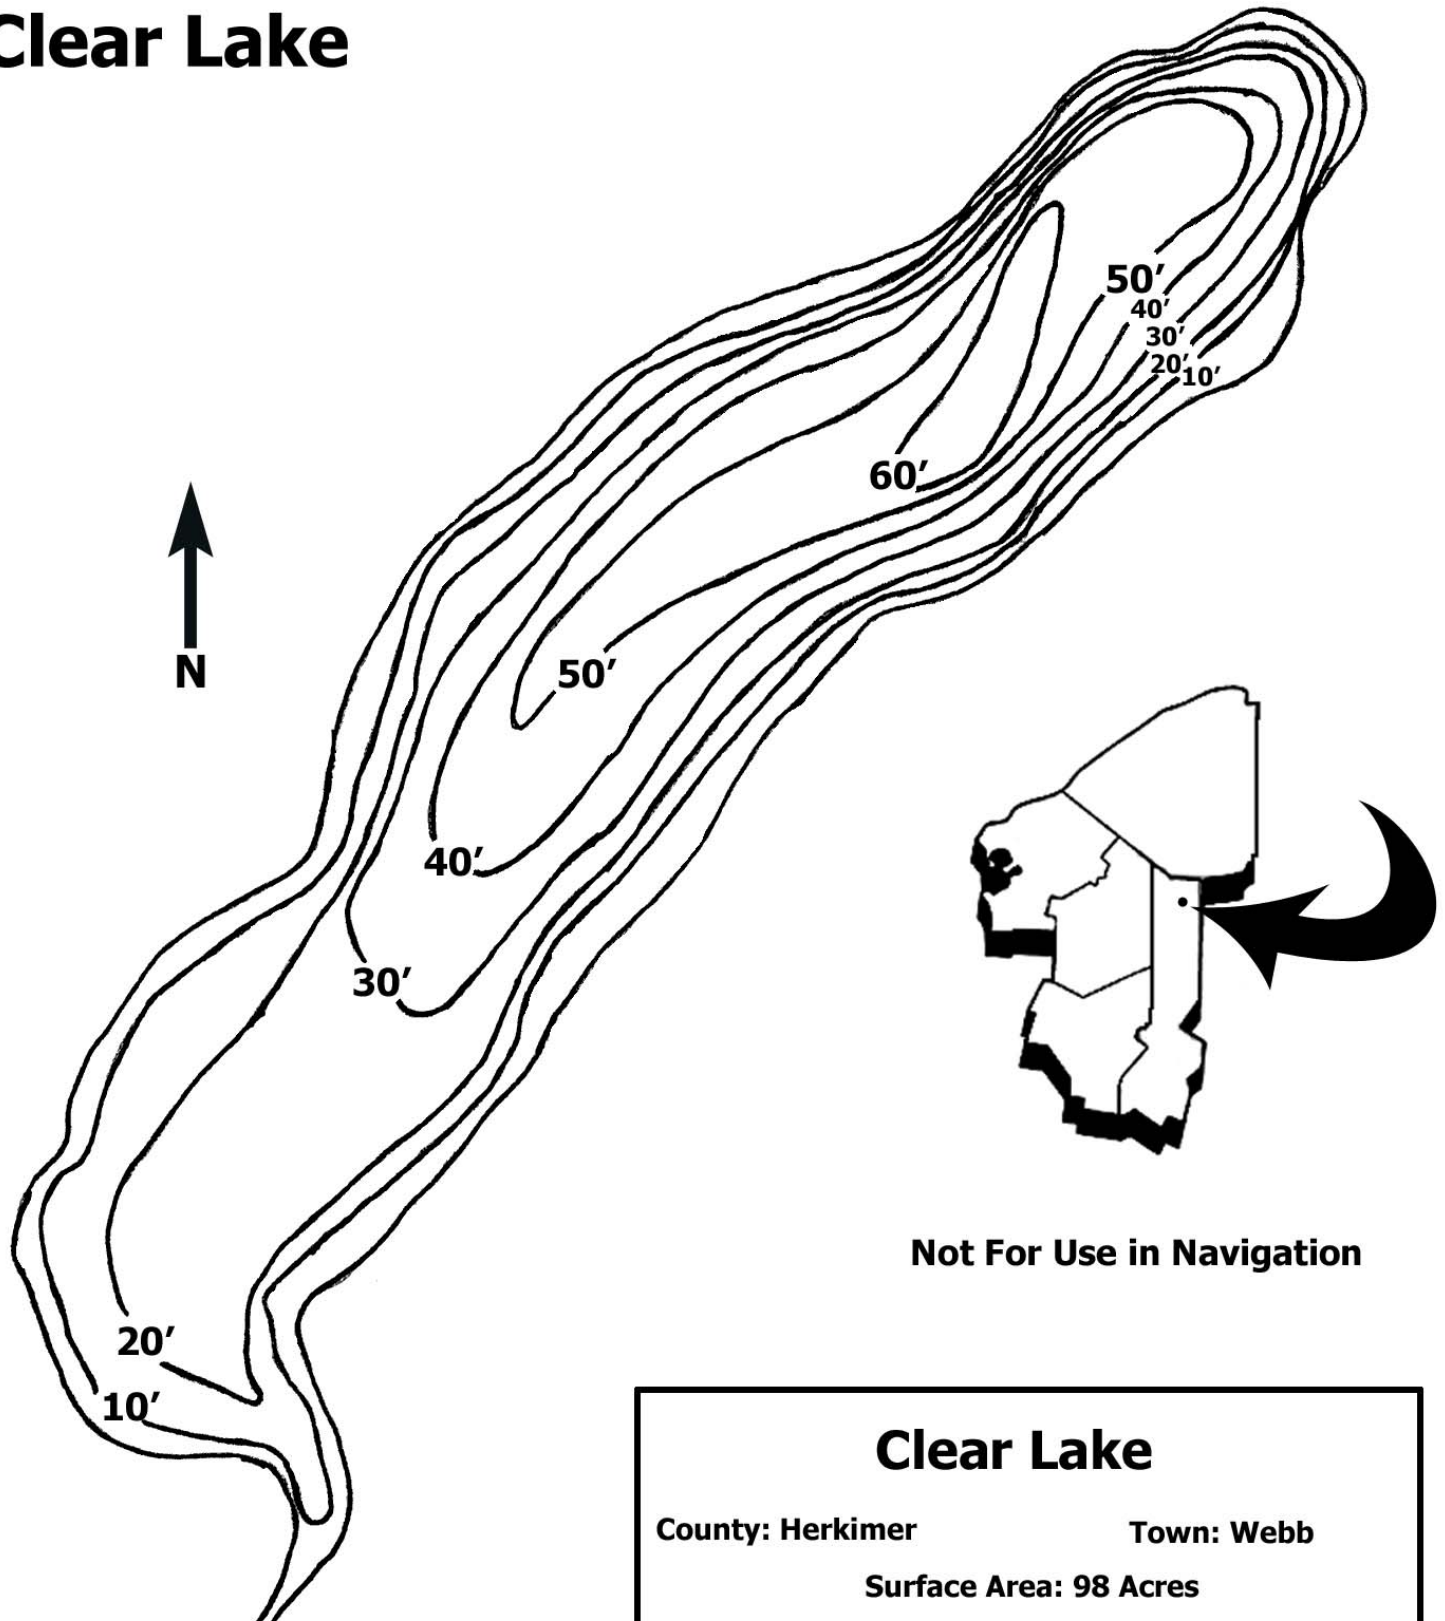 Clear Lake
50′
40′
30′
20′
10′
60′
N
50′
40′
30′
Not For Use in Navigation
20′
10′
Clear Lake
County: Herkimer Town: Webb
Surface Area: 98 Acres